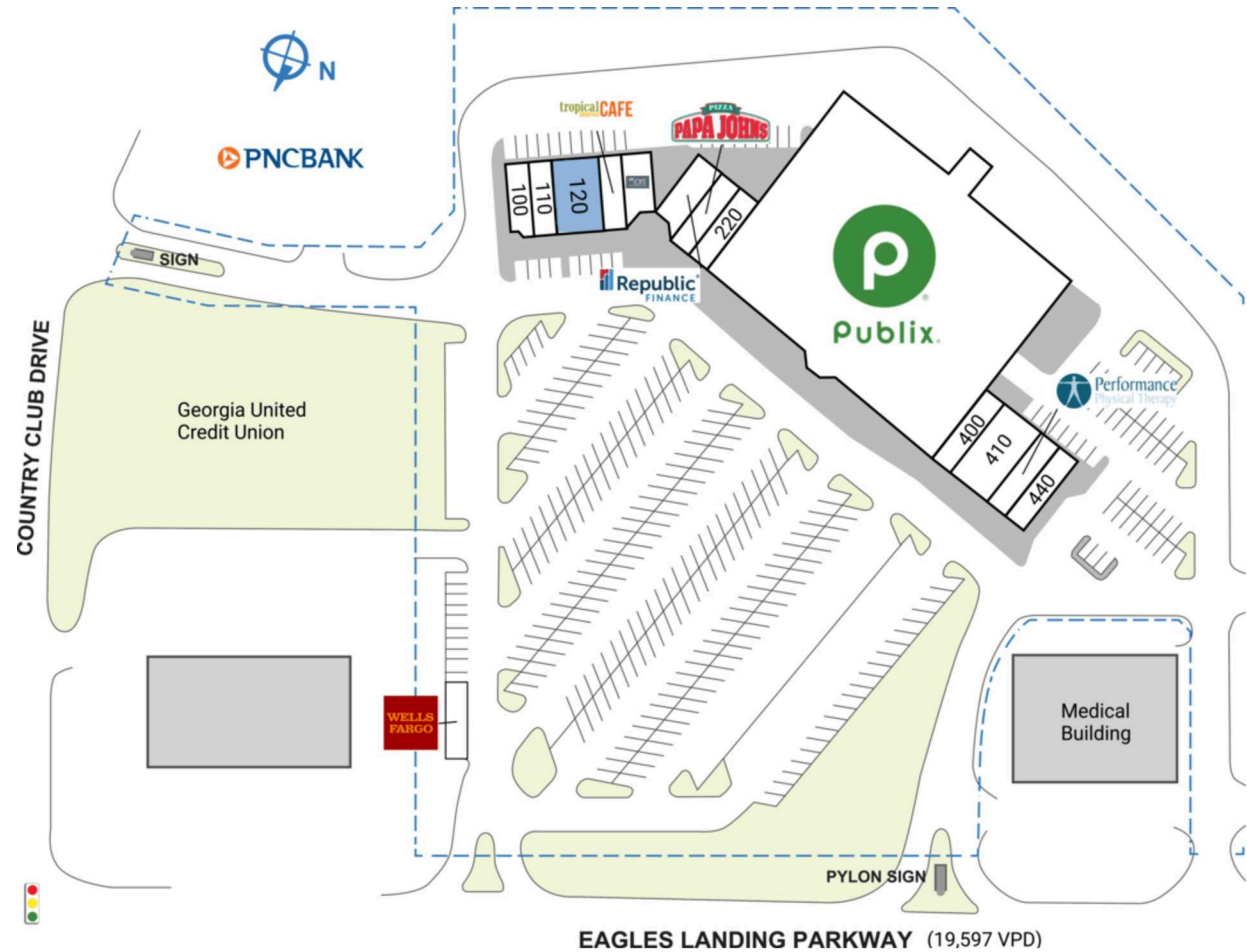 N
PNCBANK
tropical CAFE
PIZZA
PAPA JOHNS
100
110
120
220
SIGN
Republic
FINANCE
Publix
Performance
Physical Therapy
400
410
440
COUNTRY CLUB DRIVE
Georgia United
Credit Union
WELLS
FARGO
Medical
Building
PYLON SIGN
EAGLES LANDING PARKWAY (19,597 VPD)